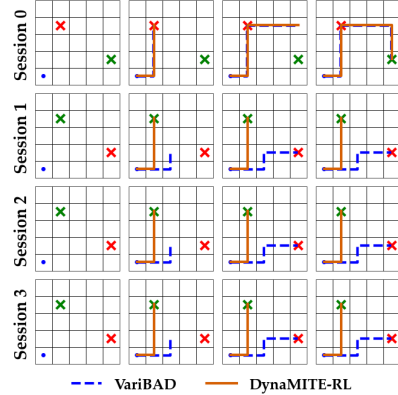 Session 0
Session 1
Session 2
Session 3
VariBAD DynaMITE-RL